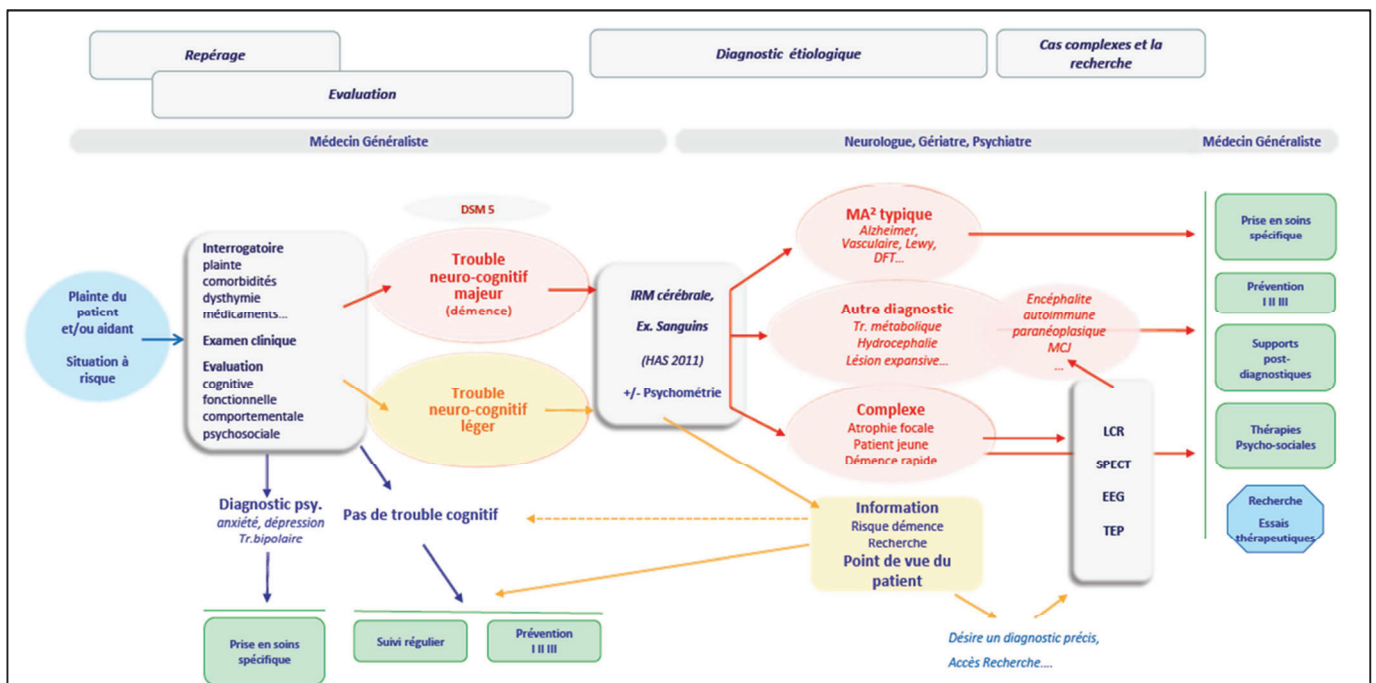 Repérage
Evaluation
Diagnostic étiologique
Cas complexes et la
recherche
Médecin Généraliste
Neurologue, Gériatre, Psychiatre
Médecin Généraliste
Plainte du
patient
et/ou aidant
Situation à
risque
Interrogatoire
plainte
comorbidités
dysthymie
médicaments...
Examen clinique
Evaluation
cognitive
fonctionnelle
comportementale
psychosociale
DSM 5
Trouble
neuro-cognitif
majeur
(démence)
Trouble
neuro-cognitif
léger
IRM cérébrale,
Ex. Sanguins
(HAS 2011)
+/- Psychométrie
MA² typique
Alzheimer,
Vasculaire, Lewy,
DFT...
Autre diagnostic
Tr. métabolique
Hydrocephalie
Lésion expansive...
Encéphalite
autoimmune
paranéoplasique
MCJ
...
Complexe
Atrophie focale
Patient jeune
Démence rapide
LCR
SPECT
EEG
TEP
Prise en soins
spécifique
Prévention
I II III
Supports
post-
diagnostiques
Thérapies
Psycho-sociales
Recherche
Essais
thérapeutiques
Diagnostic psy.
anxiété, dépression
Tr.bipolaire
Pas de trouble cognitif
Information
Risque démence
Recherche
Point de vue du
patient
Prise en soins
spécifique
Suivi régulier
Prévention
I II III
Désire un diagnostic précis,
Accès Recherche....